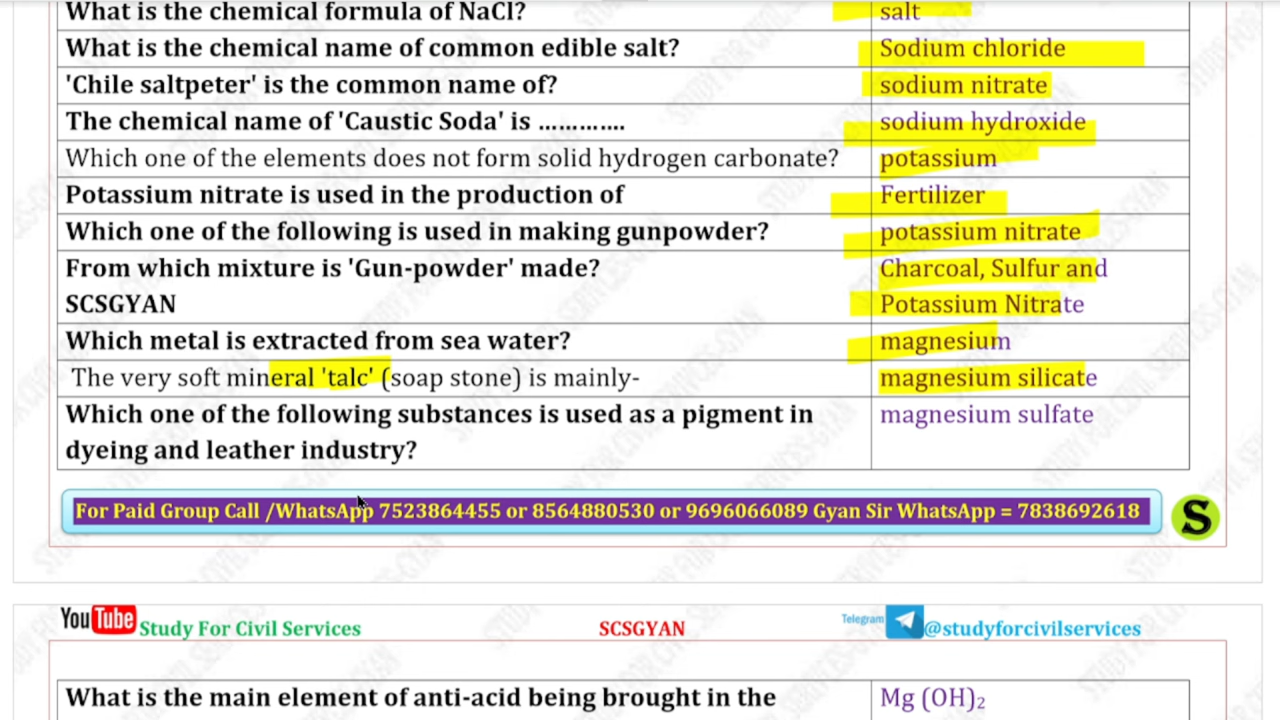 What is the chemical formula of NaCl? salt
What is the chemical name of common edible salt? Sodium chloride
'Chile saltpeter' is the common name of? sodium nitrate
The chemical name of 'Caustic Soda' is ............. sodium hydroxide
Which one of the elements does not form solid hydrogen carbonate? potassium
Potassium nitrate is used in the production of Fertilizer
Which one of the following is used in making gunpowder? potassium nitrate
From which mixture is 'Gun-powder' made? Charcoal, Sulfur and
SCSGYAN Potassium Nitrate
Which metal is extracted from sea water? magnesium
The very soft mineral 'talc' (soap stone) is mainly- magnesium silicate
Which one of the following substances is used as a pigment in magnesium sulfate
dyeing and leather industry?
For Paid Group Call /WhatsApp 7523864455 or 8564880530 or 9696066089 Gyan Sir WhatsApp = 7838692618
S
YouTube Study For Civil Services SCSGYAN Telegram @studyforcivilservices
What is the main element of anti-acid being brought in the Mg (OH)₂